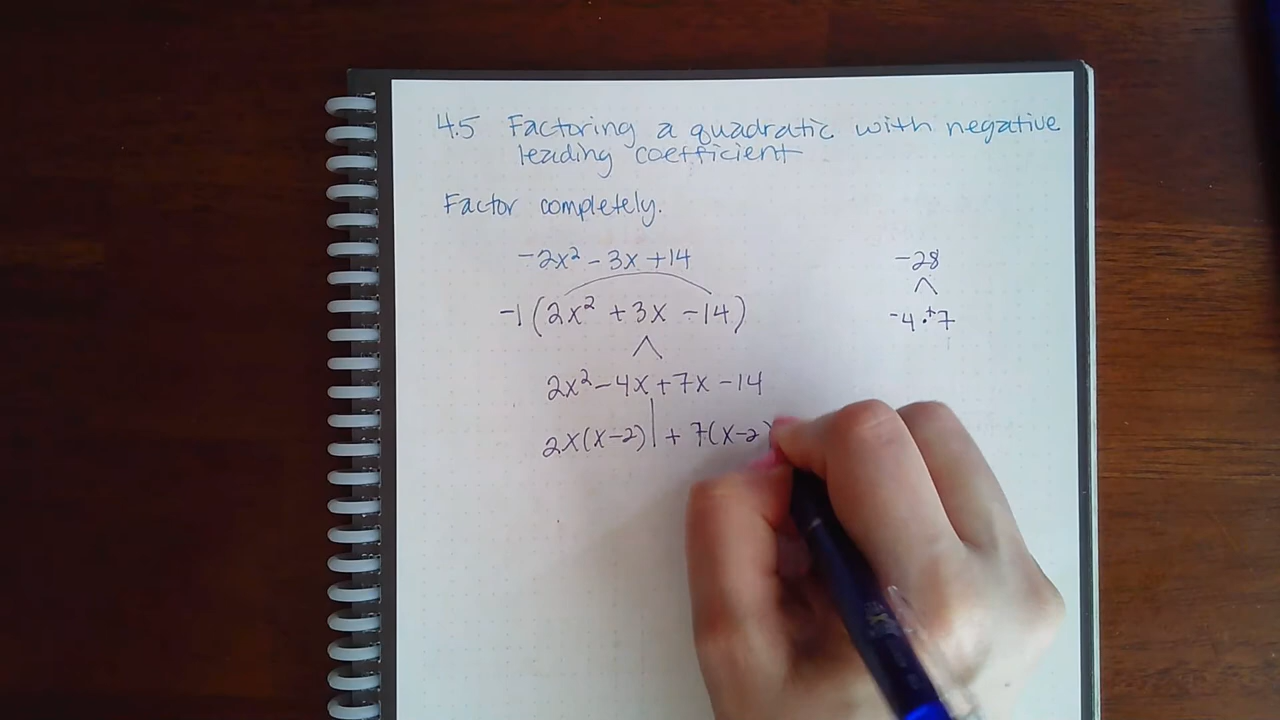 4.5 Factoring a quadratic with negative
leading coefficient
Factor completely.
-2x² - 3x + 14
-28
-1(2x² + 3x - 14)
-4 · +7
2x² - 4x + 7x - 14
2x(x-2) | + 7(x-2)